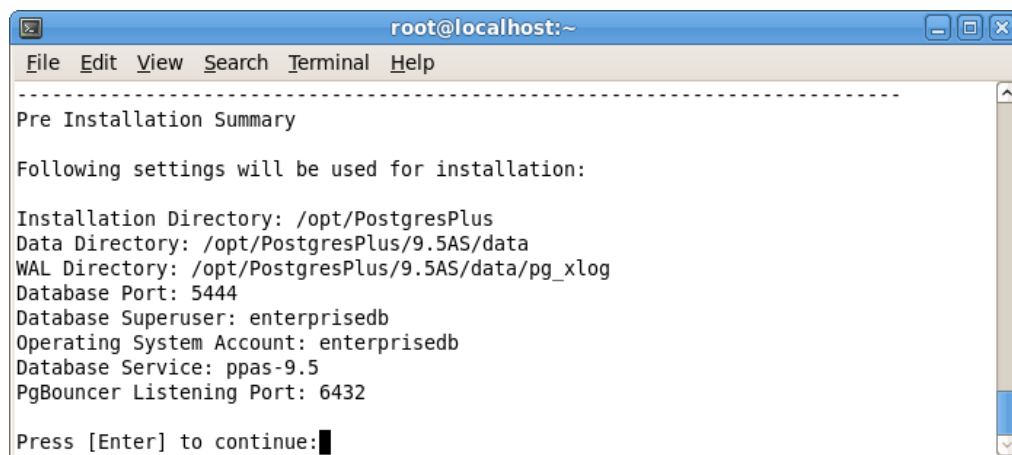 root@localhost:~
File Edit View Search Terminal Help
--------------------------------------------------------------------------
Pre Installation Summary
Following settings will be used for installation:
Installation Directory: /opt/PostgresPlus
Data Directory: /opt/PostgresPlus/9.5AS/data
WAL Directory: /opt/PostgresPlus/9.5AS/data/pg_xlog
Database Port: 5444
Database Superuser: enterprisedb
Operating System Account: enterprisedb
Database Service: ppas-9.5
PgBouncer Listening Port: 6432
Press [Enter] to continue: